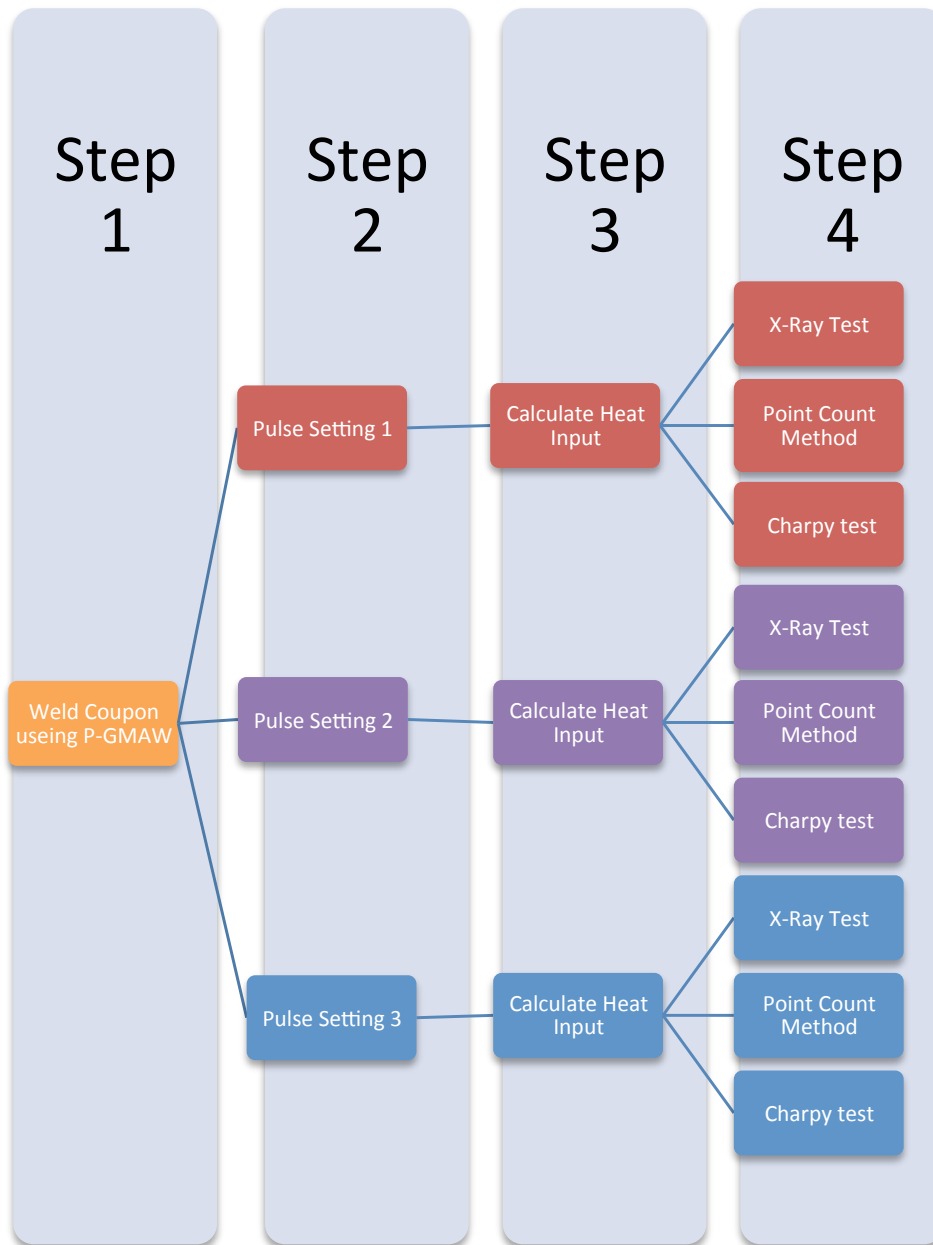 Step
1
Step
2
Step
3
Step
4
Weld Coupon
useing P-GMAW
Pulse Setting 1
Calculate Heat
Input
X-Ray Test
Point Count
Method
Charpy test
Pulse Setting 2
Calculate Heat
Input
X-Ray Test
Point Count
Method
Charpy test
Pulse Setting 3
Calculate Heat
Input
X-Ray Test
Point Count
Method
Charpy test